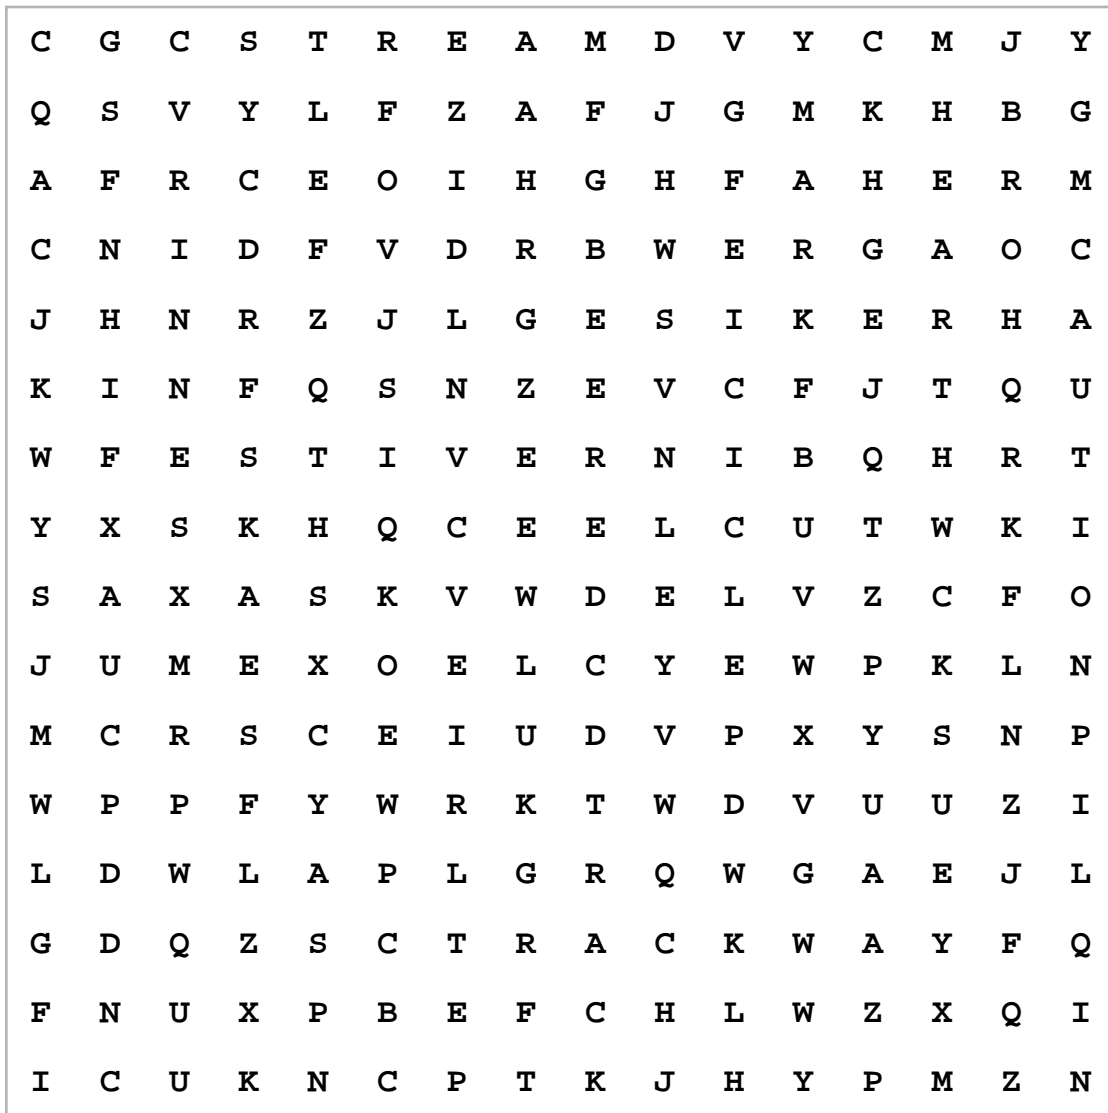 C G C S T R E A M D V Y C M J Y
Q S V Y L F Z A F J G M K H B G
A F R C E O I H G H F A H E R M
C N I D F V D R B W E R G A O C
J H N R Z J L G E S I K E R H A
K I N F Q S N Z E V C F J T Q U
W F E S T I V E R N I B Q H R T
Y X S K H Q C E E L C U T W K I
S A X A S K V W D E L V Z C F O
J U M E X O E L C Y E W P K L N
M C R S C E I U D V P X Y S N P
W P P F Y W R K T W D V U U Z I
L D W L A P L G R Q W G A E J L
G D Q Z S C T R A C K W A Y F Q
F N U X P B E F C H L W Z X Q I
I C U K N C P T K J H Y P M Z N